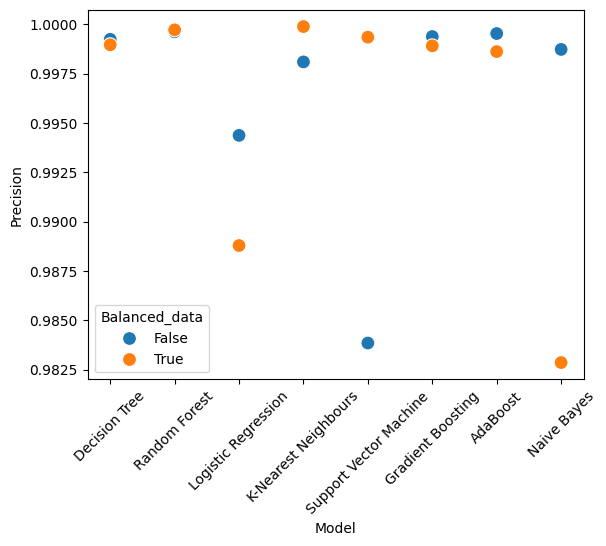 1.0000
0.9975
0.9950
0.9925
0.9900
0.9875
0.9850
0.9825
Precision
Balanced_data
False
True
Decision Tree
Random Forest
Logistic Regression
K-Nearest Neighbours
Support Vector Machine
Gradient Boosting
AdaBoost
Naive Bayes
Model